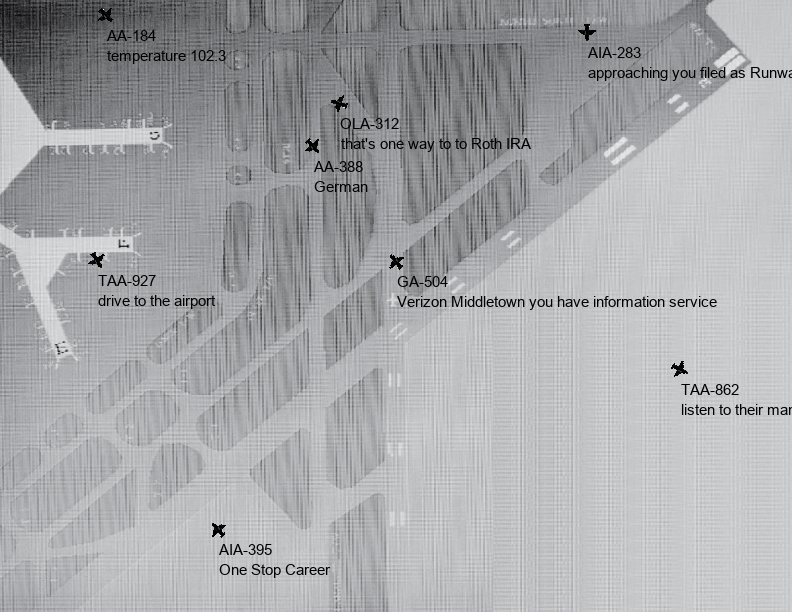 AA-184
temperature 102.3
AIA-283
approaching you filed as Runwa
OLA-312
that's one way to to Roth IRA
AA-388
German
TAA-927
drive to the airport
GA-504
Verizon Middletown you have information service
TAA-862
listen to their mar
AIA-395
One Stop Career